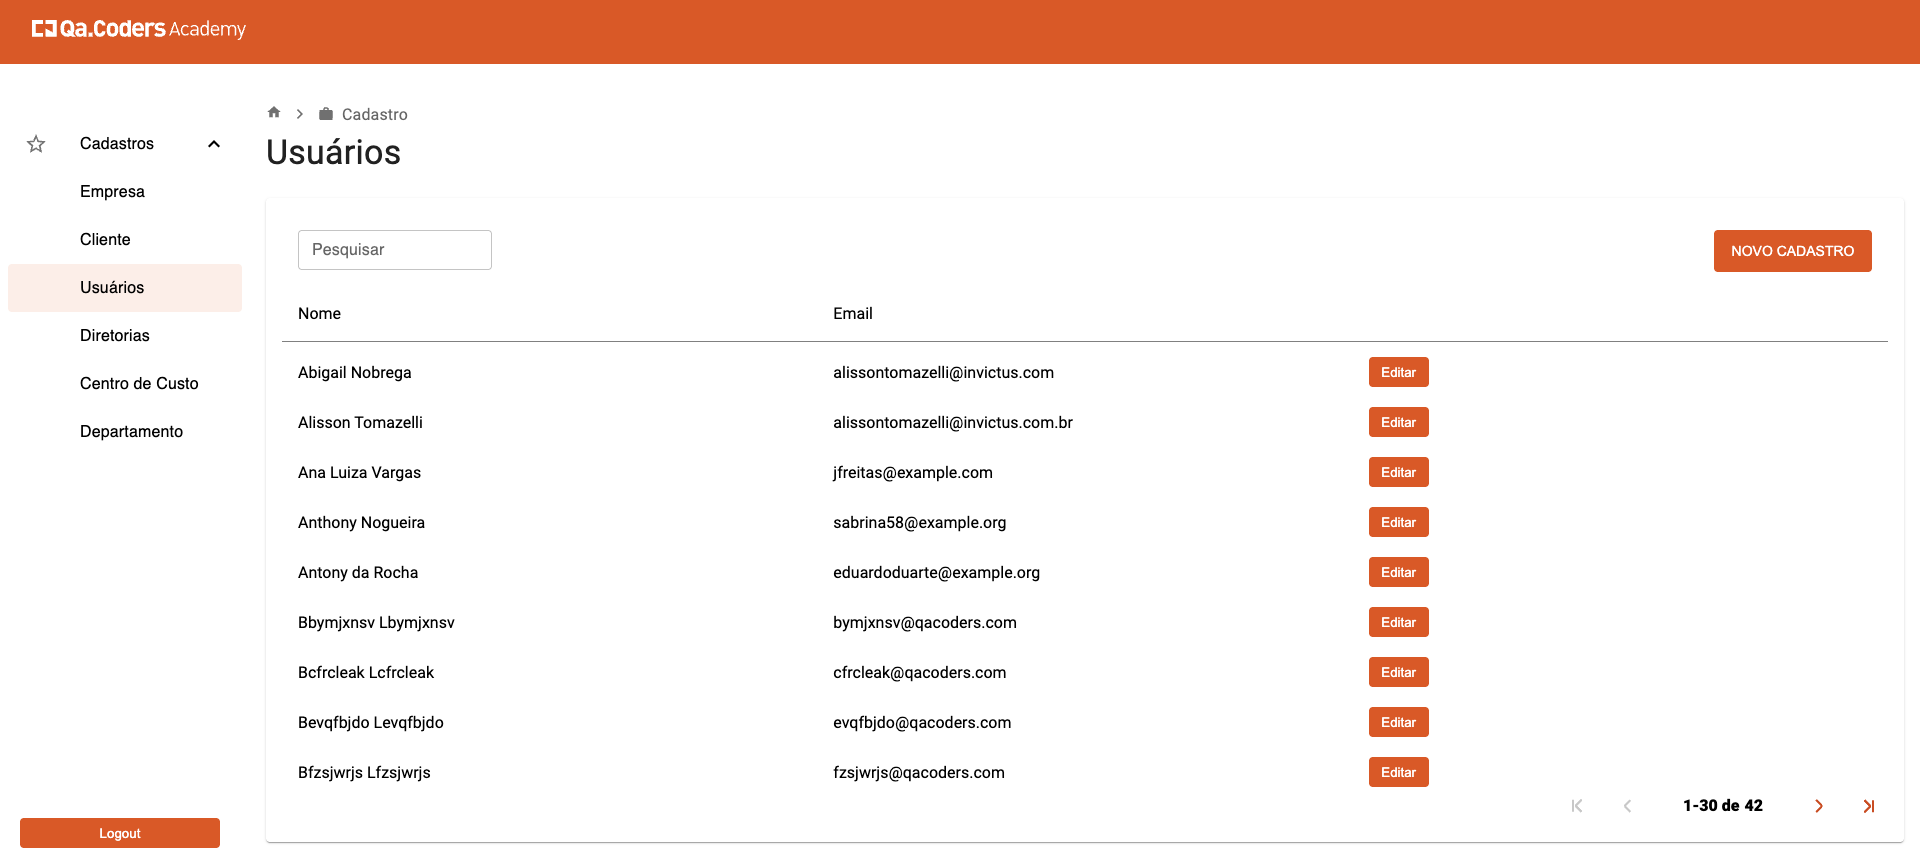 Qa.Coders Academy
Cadastro
Usuários
Cadastros
Empresa
Cliente
Usuários
Diretorias
Centro de Custo
Departamento
Logout
Pesquisar
NOVO CADASTRO
Nome Email
Abigail Nobrega alissontomazelli@invictus.com Editar
Alisson Tomazelli alissontomazelli@invictus.com.br Editar
Ana Luiza Vargas jfreitas@example.com Editar
Anthony Nogueira sabrina58@example.org Editar
Antony da Rocha eduardoduarte@example.org Editar
Bbymjxnsv Lbymjxnsv bymjxnsv@qacoders.com Editar
Bcfrcleak Lcfrcleak cfrcleak@qacoders.com Editar
Bevqfbjdo Levqfbjdo evqfbjdo@qacoders.com Editar
Bfzsjwrjs Lfzsjwrjs fzsjwrjs@qacoders.com Editar
1-30 de 42